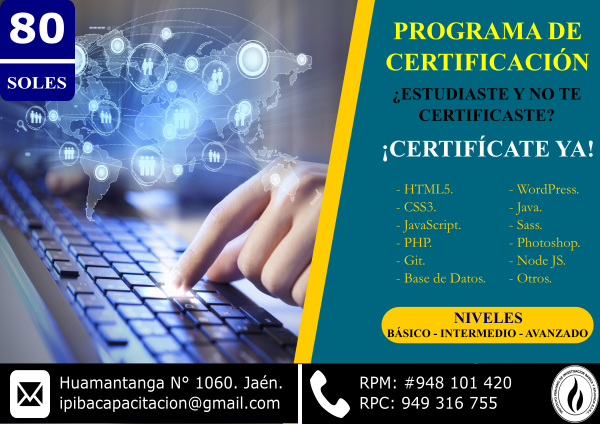 80
SOLES
PROGRAMA DE
CERTIFICACIÓN
¿ESTUDIASTE Y NO TE
CERTIFICASTE?
¡CERTIFÍCATE YA!
- HTML5.
- CSS3.
- JavaScript.
- PHP.
- Git.
- Base de Datos.
- WordPress.
- Java.
- Sass.
- Photoshop.
- Node JS.
- Otros.
NIVELES
BÁSICO - INTERMEDIO - AVANZADO
Huamantanga N° 1060. Jaén.
ipibacapacitacion@gmail.com
RPM: #948 101 420
RPC: 949 316 755